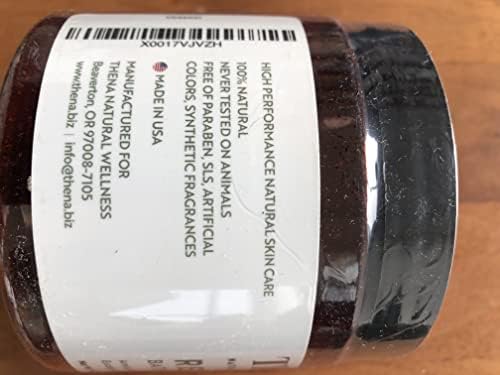 HIGH PERFORMANCE NATURAL SKIN CARE
100% NATURAL
NEVER TESTED ON ANIMALS
FREE OF PARABEN, SLS, ARTIFICIAL
COLORS, SYNTHETIC FRAGRANCES
MADE IN USA
MANUFACTURED FOR
THENA NATURAL WELLNESS
Beaverton, OR 97008-7105
www.thena.biz | info@thena.biz
X0017VJVZH